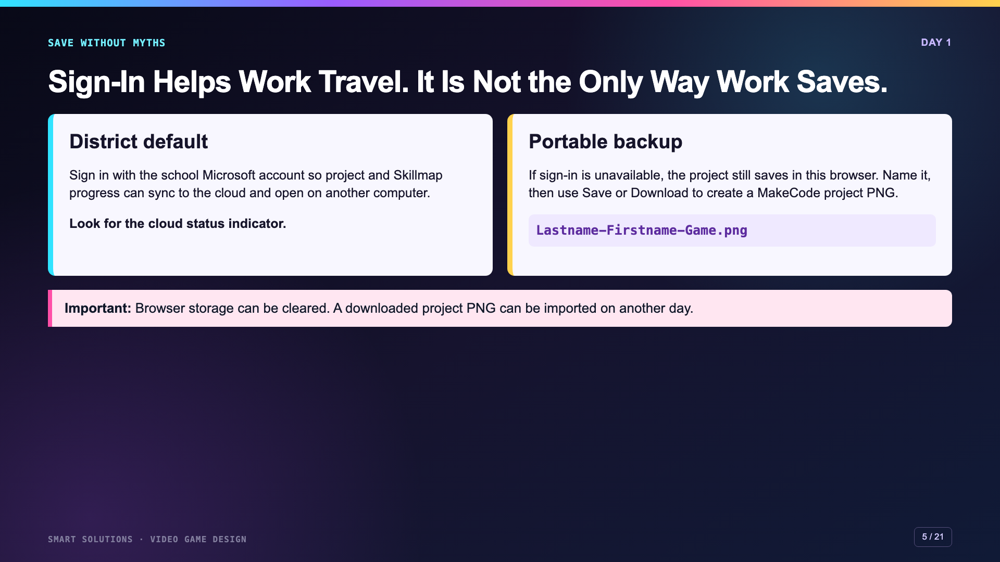 SAVE WITHOUT MYTHS
DAY 1
Sign-In Helps Work Travel. It Is Not the Only Way Work Saves.
District default
Sign in with the school Microsoft account so project and Skillmap
progress can sync to the cloud and open on another computer.
Look for the cloud status indicator.
Portable backup
If sign-in is unavailable, the project still saves in this browser. Name it,
then use Save or Download to create a MakeCode project PNG.
Lastname-Firstname-Game.png
Important: Browser storage can be cleared. A downloaded project PNG can be imported on another day.
SMART SOLUTIONS · VIDEO GAME DESIGN
5 / 21